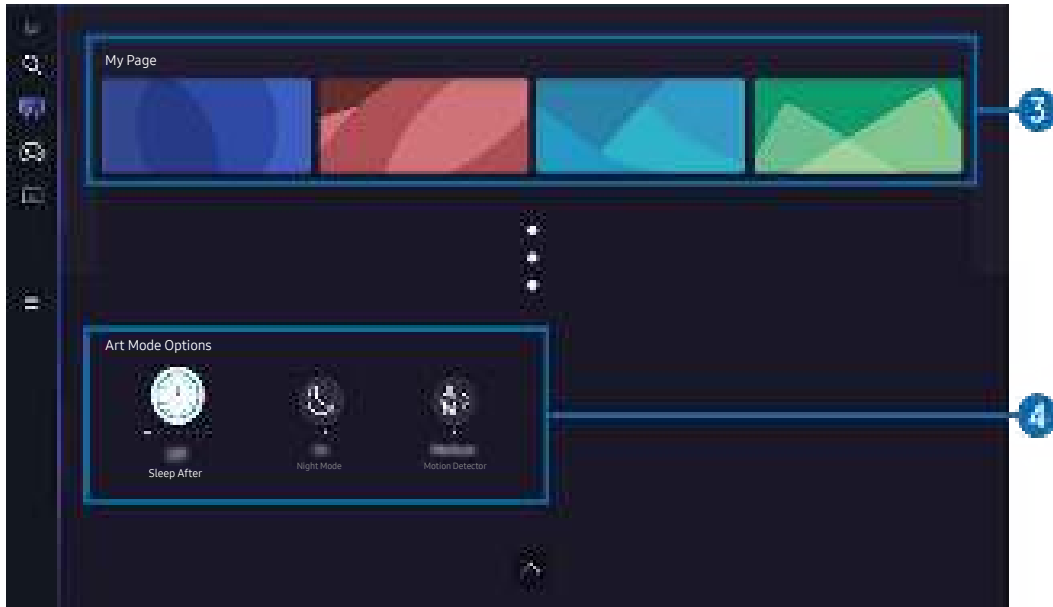 My Page
3
Art Mode Options
4
Sleep After
Night Mode
Motion Detector